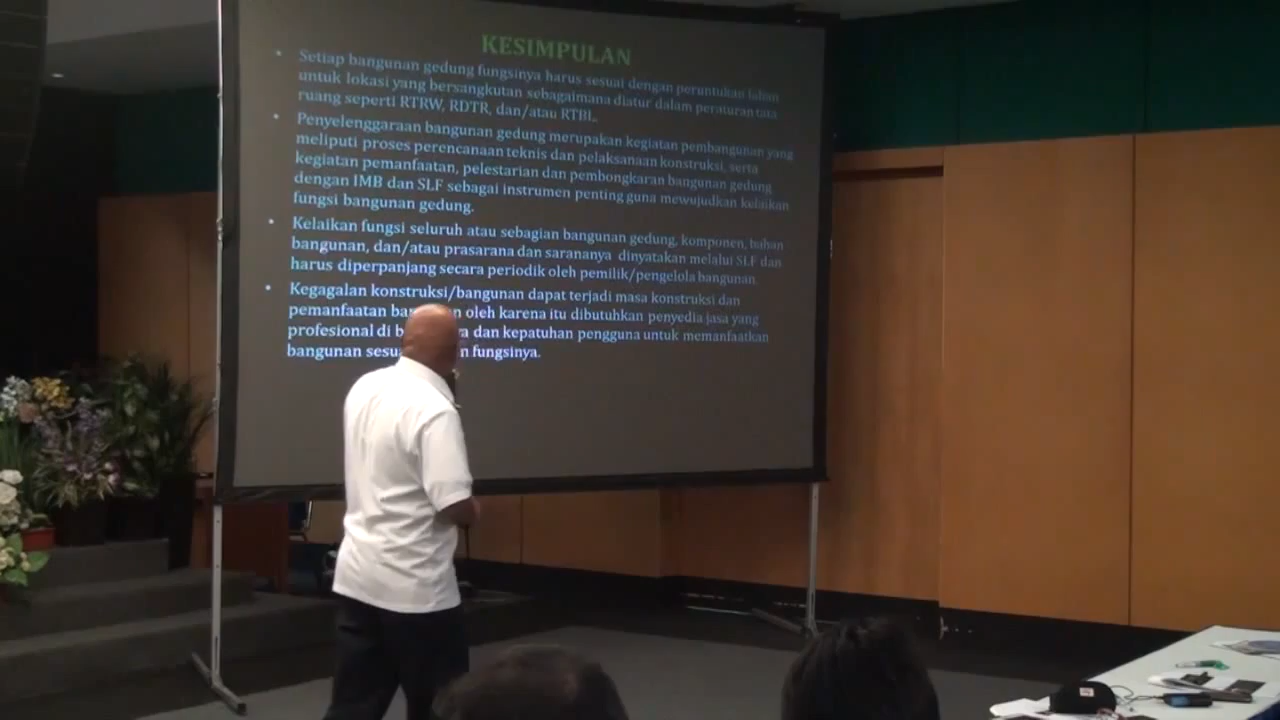 KESIMPULAN
• Setiap bangunan gedung fungsinya harus sesuai dengan peruntukan lahan
untuk lokasi yang bersangkutan sebagaimana diatur dalam peraturan tata
ruang seperti RTRW, RDTR, dan/atau RTBL.
• Penyelenggaraan bangunan gedung merupakan kegiatan pembangunan yang
meliputi proses perencanaan teknis dan pelaksanaan konstruksi, serta
kegiatan pemanfaatan, pelestarian dan pembongkaran bangunan gedung
dengan IMB dan SLF sebagai instrumen penting guna mewujudkan kelaikan
fungsi bangunan gedung.
• Kelaikan fungsi seluruh atau sebagian bangunan gedung, komponen, bahan
bangunan, dan/atau prasarana dan sarananya dinyatakan melalui SLF dan
harus diperpanjang secara periodik oleh pemilik/pengelola bangunan.
• Kegagalan konstruksi/bangunan dapat terjadi masa konstruksi dan
pemanfaatan oleh karena itu dibutuhkan penyedia jasa yang
profesional di dan kepatuhan pengguna untuk memanfaatkan
bangunan fungsinya.